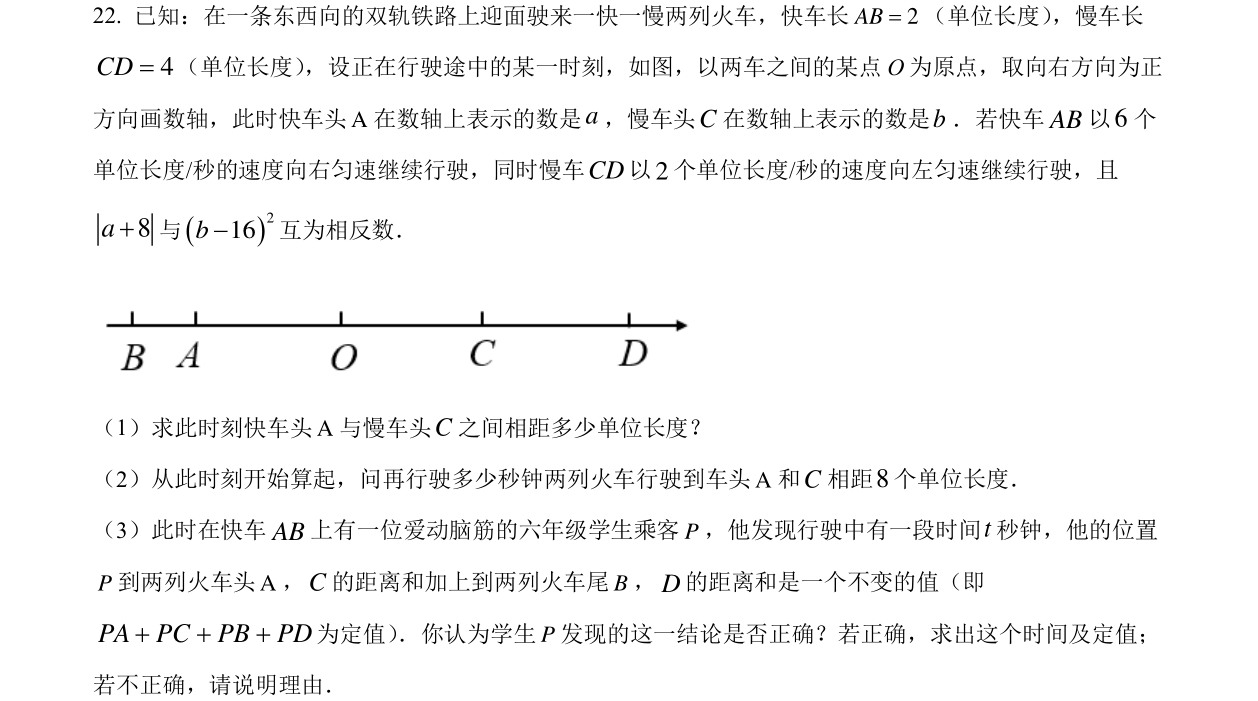 22. 已知：在一条东西向的双轨铁路上迎面驶来一快一慢两列火车，快车长 AB = 2 （单位长度），慢车长
CD = 4（单位长度），设正在行驶途中的某一时刻，如图，以两车之间的某点 O 为原点，取向右方向为正
方向画数轴，此时快车头 A 在数轴上表示的数是 a ，慢车头 C 在数轴上表示的数是 b ．若快车 AB 以 6 个
单位长度/秒的速度向右匀速继续行驶，同时慢车 CD 以 2 个单位长度/秒的速度向左匀速继续行驶，且
|a+8| 与 (b−16)² 互为相反数．
B A O C D
（1）求此时刻快车头 A 与慢车头 C 之间相距多少单位长度？
（2）从此时刻开始算起，问再行驶多少秒钟两列火车行驶到车头 A 和 C 相距 8 个单位长度．
（3）此时在快车 AB 上有一位爱动脑筋的六年级学生乘客 P ，他发现行驶中有一段时间 t 秒钟，他的位置
P 到两列火车头 A ， C 的距离和加上到两列火车尾 B ， D 的距离和是一个不变的值（即
PA + PC + PB + PD 为定值）．你认为学生 P 发现的这一结论是否正确？若正确，求出这个时间及定值；
若不正确，请说明理由．